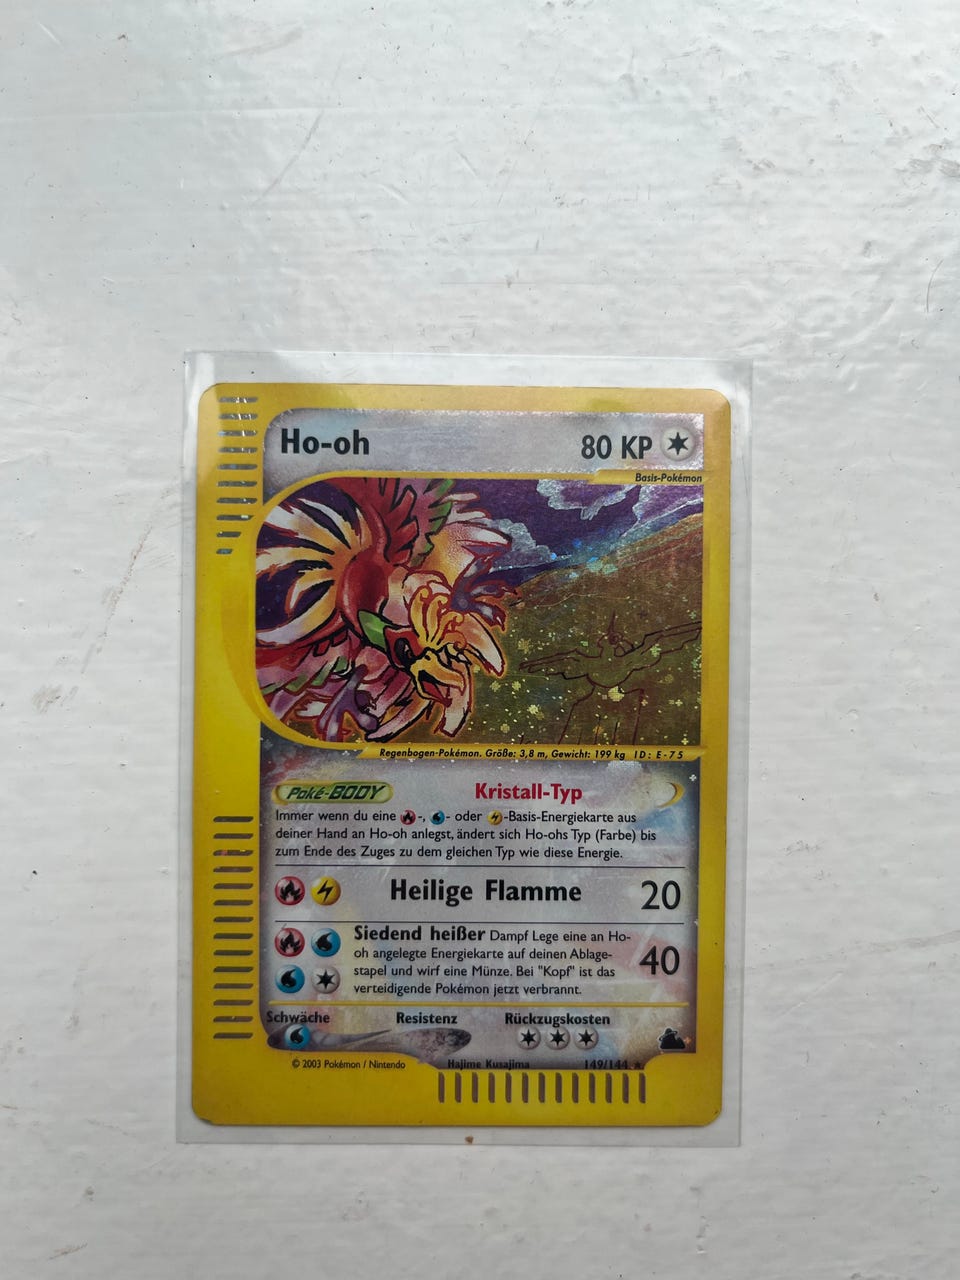 Ho-oh 80 KP
Basis-Pokémon
Regenbogen-Pokémon. Größe: 3,8 m, Gewicht: 199 kg ID: E-75
Poké-BODY Kristall-Typ
Immer wenn du eine -, - oder -Basis-Energiekarte aus
deiner Hand an Ho-oh anlegst, ändert sich Ho-ohs Typ (Farbe) bis
zum Ende des Zuges zu dem gleichen Typ wie diese Energie.
Heilige Flamme 20
Siedend heißer Dampf Lege eine an Ho-
oh angelegte Energiekarte auf deinen Ablage-
stapel und wirf eine Münze. Bei "Kopf" ist das
verteidigende Pokémon jetzt verbrannt.
40
Schwäche Resistenz Rückzugskosten
© 2003 Pokémon / Nintendo Hajime Kusajima 149/144 ★